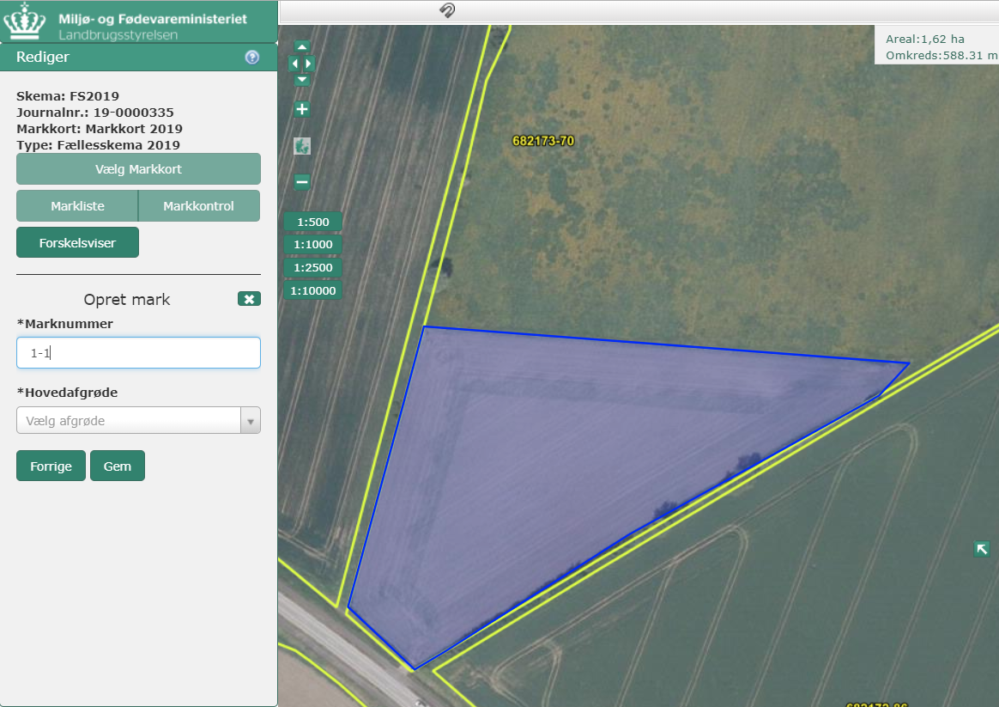 Miljø- og Fødevareministeriet
Landbrugsstyrelsen
Rediger
?
Skema: FS2019
Journalnr.: 19-0000335
Markkort: Markkort 2019
Type: Fællesskema 2019
Vælg Markkort
Markliste
Markkontrol
Forskelsviser
Opret mark
*Marknummer
1-1
*Hovedafgrøde
Vælg afgrøde
Forrige
Gem
1:500
1:1000
1:2500
1:10000
682173-70
Areal:1,62 ha
Omkreds:588.31 m